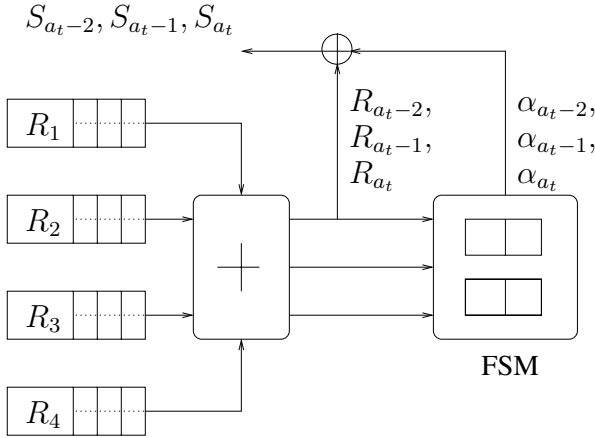 S_{a_t-2}, S_{a_t-1}, S_{a_t}
R_1
R_2
R_3
R_4
+
R_{a_t-2},
R_{a_t-1},
R_{a_t}
α_{a_t-2},
α_{a_t-1},
α_{a_t}
FSM